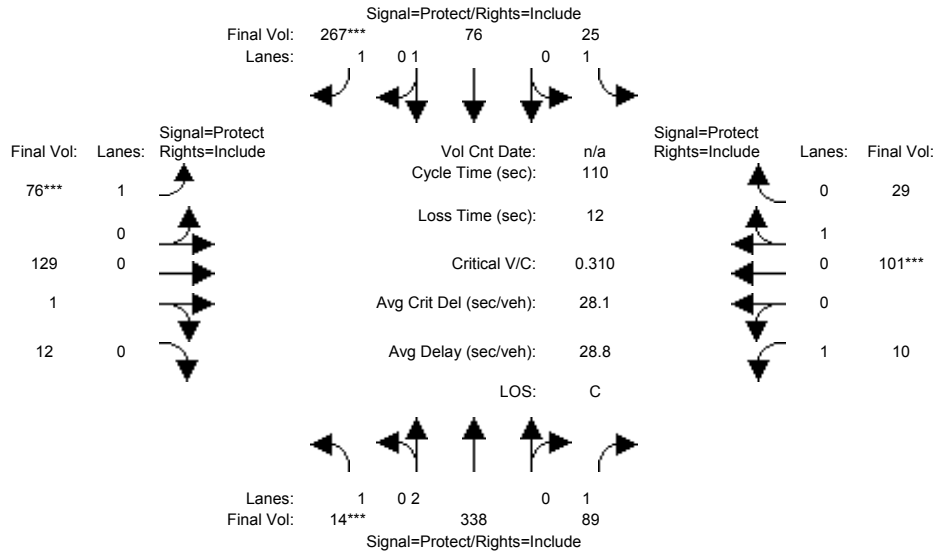 Signal=Protect/Rights=Include
Final Vol: 267*** 76 25
Lanes: 1 0 1 0 1
Signal=Protect
Final Vol: Lanes: Rights=Include
Vol Cnt Date: n/a
Signal=Protect
Rights=Include Lanes: Final Vol:
Cycle Time (sec): 110
76*** 1
0 29
Loss Time (sec): 12
0
1
129 0
Critical V/C: 0.310
0 101***
1
Avg Crit Del (sec/veh): 28.1
0
12 0
Avg Delay (sec/veh): 28.8
1 10
LOS: C
Lanes: 1 0 2 0 1
Final Vol: 14*** 338 89
Signal=Protect/Rights=Include